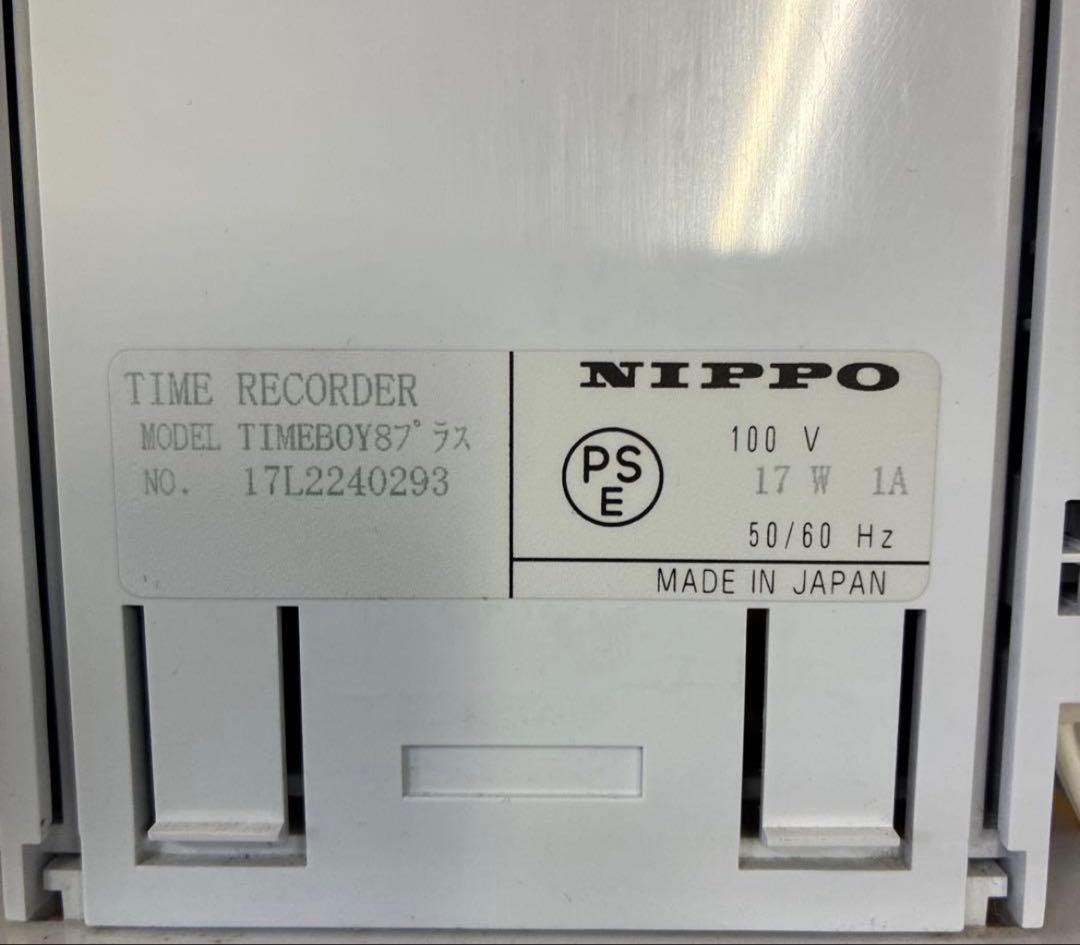 TIME RECORDER
MODEL TIMEBOY8プラス
NO. 17L2240293
NIPPO
PS
E
100 V
17 W 1A
50/60 Hz
MADE IN JAPAN